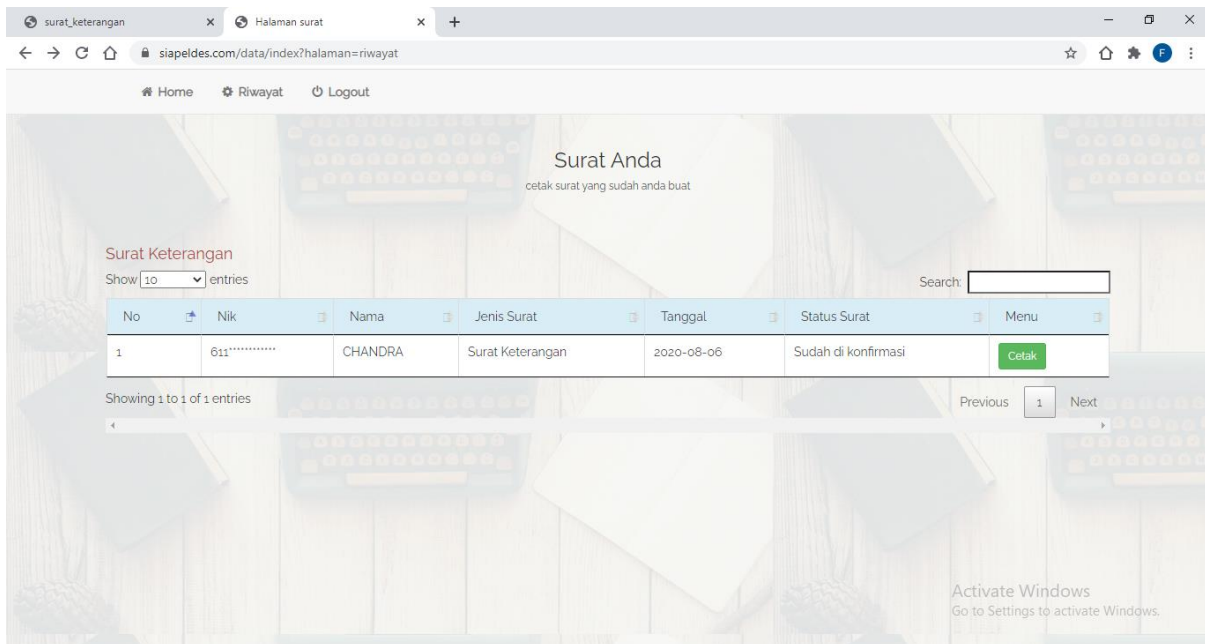 surat_keterangan Halaman surat
siapeldes.com/data/index?halaman=riwayat F
Home Riwayat Logout
Surat Anda
cetak surat yang sudah anda buat
Surat Keterangan
Show 10 entries Search:
No Nik Nama Jenis Surat Tanggal Status Surat Menu
1 611************ CHANDRA Surat Keterangan 2020-08-06 Sudah di konfirmasi Cetak
Showing 1 to 1 of 1 entries Previous 1 Next
Activate Windows
Go to Settings to activate Windows.